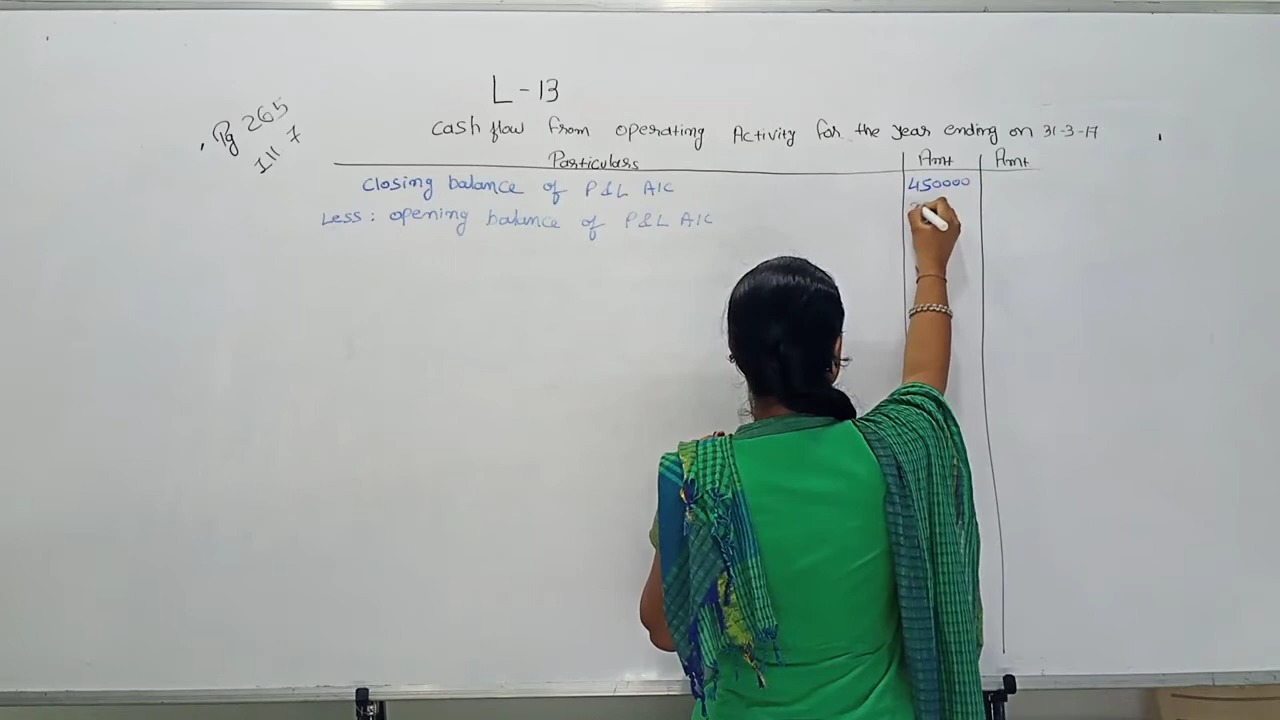 L - 13
Pg 265
Ill 7
Cash flow from operating Activity for the year ending on 31-3-17
Particulars Amt Amt
Closing balance of P&L A/C 450000
Less : opening balance of P&L A/C